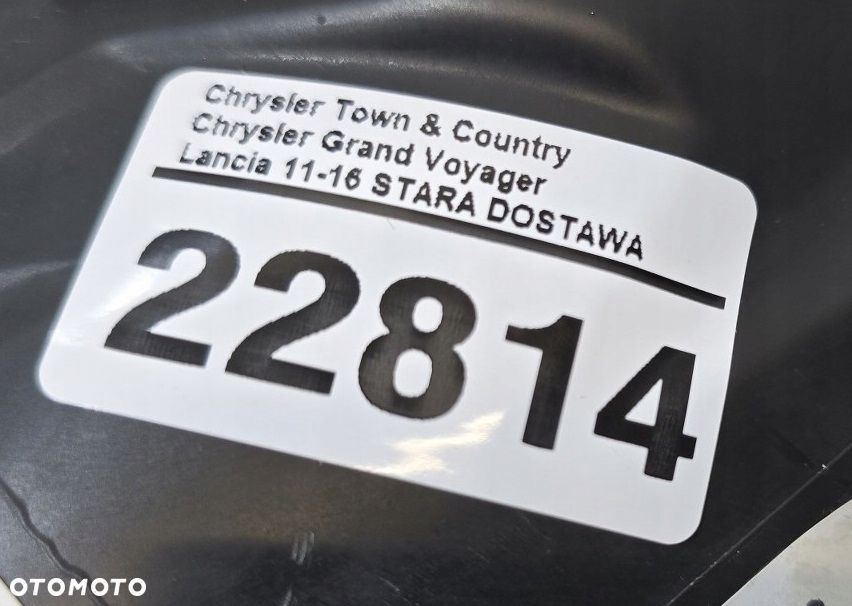 Chrysler Town & Country
Chrysler Grand Voyager
Lancia 11-16 STARA DOSTAWA
22814
OTOMOTO